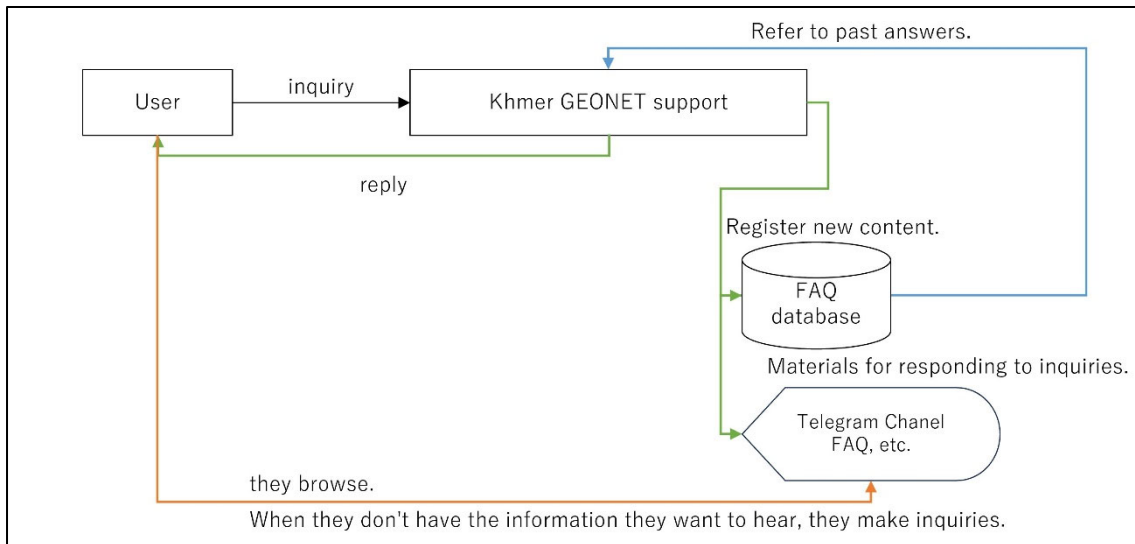 Refer to past answers.
User
inquiry
Khmer GEONET support
reply
Register new content.
FAQ
database
Materials for responding to inquiries.
Telegram Chanel
FAQ, etc.
they browse.
When they don't have the information they want to hear, they make inquiries.